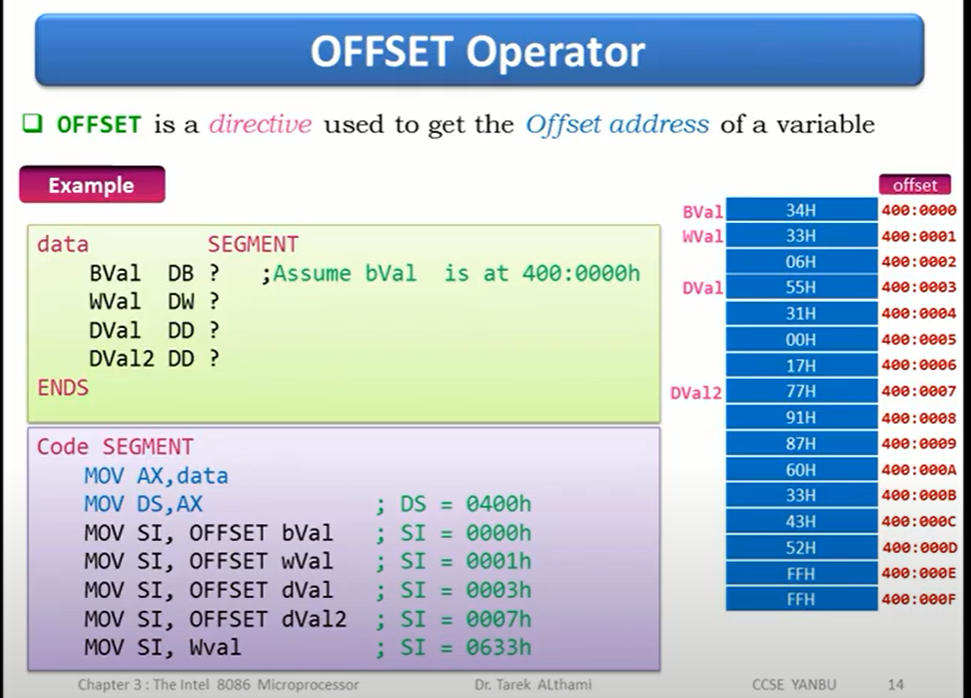 OFFSET Operator
❑ OFFSET is a directive used to get the Offset address of a variable
Example
data SEGMENT
BVal DB ? ;Assume bVal is at 400:0000h
WVal DW ?
DVal DD ?
DVal2 DD ?
ENDS
Code SEGMENT
MOV AX,data
MOV DS,AX ; DS = 0400h
MOV SI, OFFSET bVal ; SI = 0000h
MOV SI, OFFSET wVal ; SI = 0001h
MOV SI, OFFSET dVal ; SI = 0003h
MOV SI, OFFSET dVal2 ; SI = 0007h
MOV SI, Wval ; SI = 0633h
offset
BVal 34H 400:0000
WVal 33H 400:0001
06H 400:0002
DVal 55H 400:0003
31H 400:0004
00H 400:0005
17H 400:0006
DVal2 77H 400:0007
91H 400:0008
87H 400:0009
60H 400:000A
33H 400:000B
43H 400:000C
52H 400:000D
FFH 400:000E
FFH 400:000F
Chapter 3 : The Intel 8086 Microprocessor Dr. Tarek ALthami CCSE YANBU 14